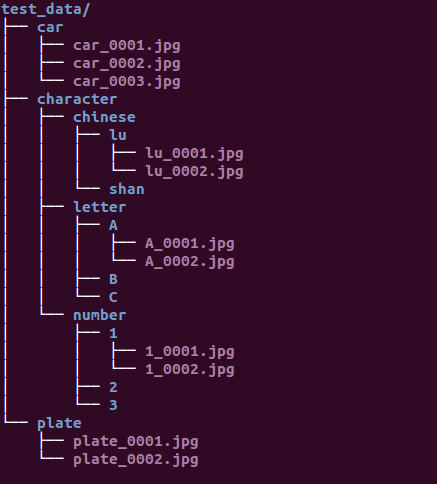 test_data/
├── car
│   ├── car_0001.jpg
│   ├── car_0002.jpg
│   └── car_0003.jpg
├── character
│   ├── chinese
│   │   ├── lu
│   │   │   ├── lu_0001.jpg
│   │   │   └── lu_0002.jpg
│   │   └── shan
│   ├── letter
│   │   ├── A
│   │   │   ├── A_0001.jpg
│   │   │   └── A_0002.jpg
│   │   ├── B
│   │   └── C
│   └── number
│       ├── 1
│       │   ├── 1_0001.jpg
│       │   └── 1_0002.jpg
│       ├── 2
│       └── 3
└── plate
    ├── plate_0001.jpg
    └── plate_0002.jpg